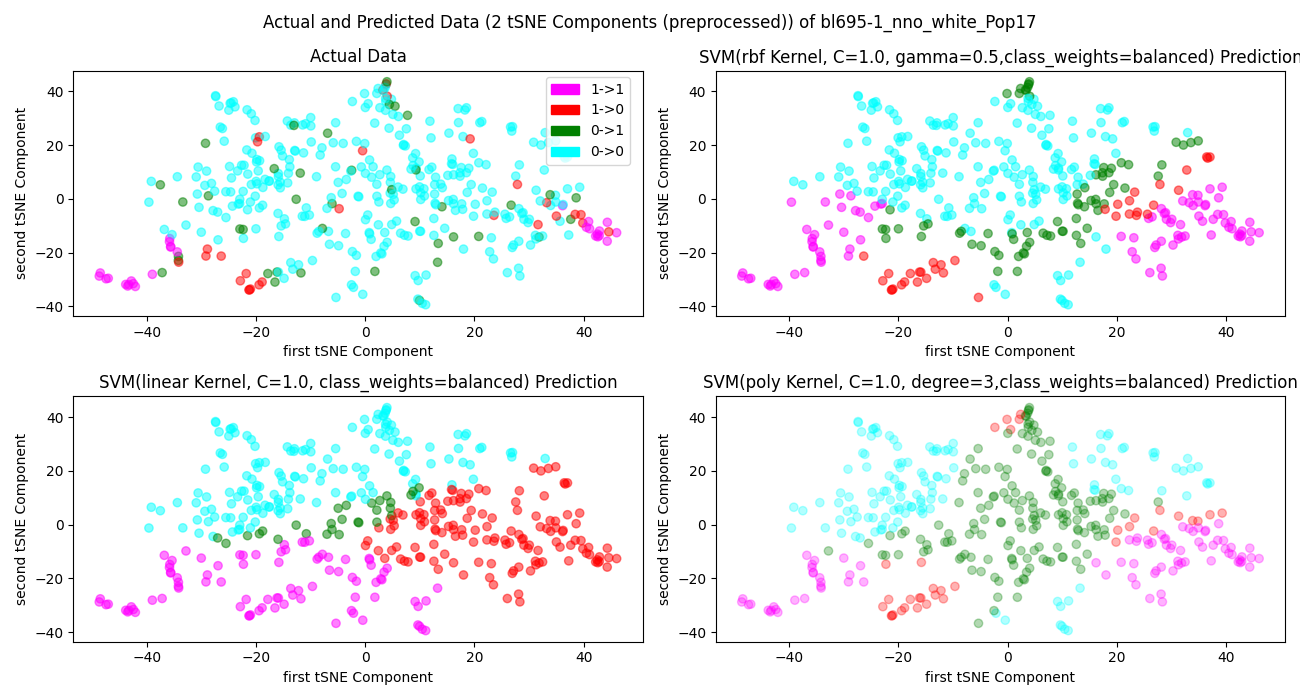 Actual and Predicted Data (2 tSNE Components (preprocessed)) of bl695-1_nno_white_Pop17
Actual Data
second tSNE Component
40
20
0
−20
−40
1->1
1->0
0->1
0->0
−40 −20 0 20 40
first tSNE Component
SVM(rbf Kernel, C=1.0, gamma=0.5,class_weights=balanced) Prediction
second tSNE Component
40
20
0
−20
−40
−40 −20 0 20 40
first tSNE Component
SVM(linear Kernel, C=1.0, class_weights=balanced) Prediction
second tSNE Component
40
20
0
−20
−40
−40 −20 0 20 40
first tSNE Component
SVM(poly Kernel, C=1.0, degree=3,class_weights=balanced) Prediction
second tSNE Component
40
20
0
−20
−40
−40 −20 0 20 40
first tSNE Component